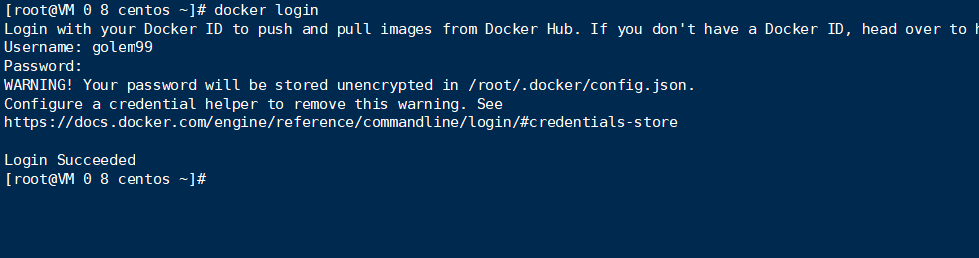 [root@VM 0 8 centos ~]# docker login
Login with your Docker ID to push and pull images from Docker Hub. If you don't have a Docker ID, head over to
Username: golem99
Password:
WARNING! Your password will be stored unencrypted in /root/.docker/config.json.
Configure a credential helper to remove this warning. See
https://docs.docker.com/engine/reference/commandline/login/#credentials-store
Login Succeeded
[root@VM 0 8 centos ~]#